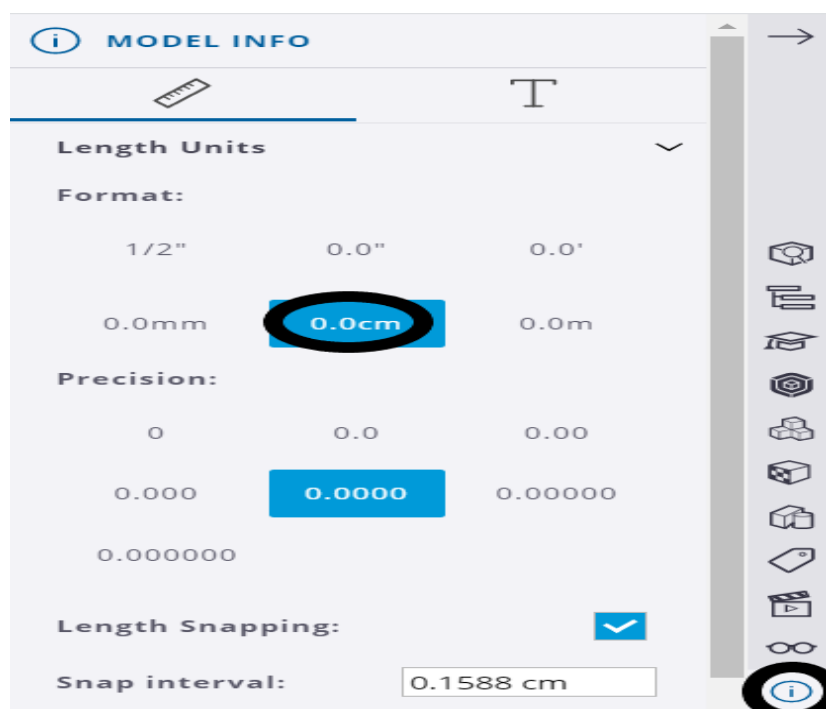 MODEL INFO
T
Length Units
Format:
1/2" 0.0" 0.0'
0.0mm 0.0cm 0.0m
Precision:
0 0.0 0.00
0.000 0.0000 0.00000
0.000000
Length Snapping:
Snap interval: 0.1588 cm